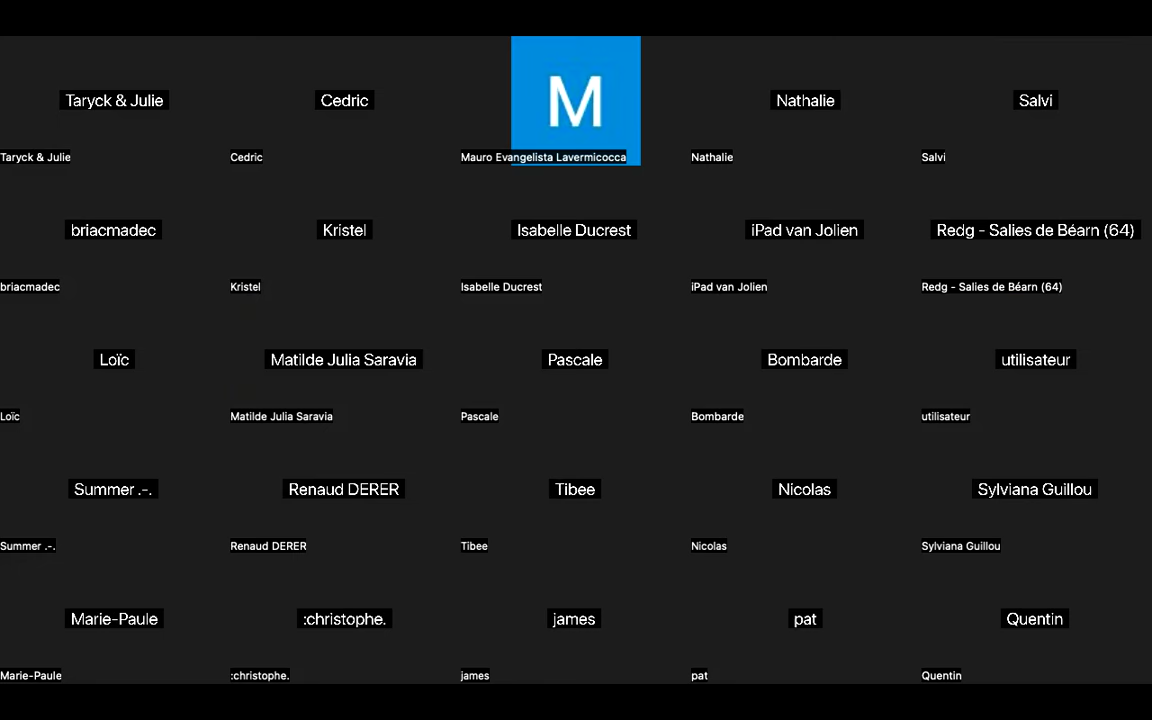 Taryck & Julie
Cedric
M
Nathalie
Salvi
Taryck & Julie
Cedric
Mauro Evangelista Lavermicocca
Nathalie
Salvi
briacmadec
Kristel
Isabelle Ducrest
iPad van Jolien
Redg - Salies de Béarn (64)
briacmadec
Kristel
Isabelle Ducrest
iPad van Jolien
Redg - Salies de Béarn (64)
Loïc
Matilde Julia Saravia
Pascale
Bombarde
utilisateur
Loïc
Matilde Julia Saravia
Pascale
Bombarde
utilisateur
Summer .-.
Renaud DERER
Tibee
Nicolas
Sylviana Guillou
Summer .-.
Renaud DERER
Tibee
Nicolas
Sylviana Guillou
Marie-Paule
:christophe.
james
pat
Quentin
Marie-Paule
:christophe.
james
pat
Quentin